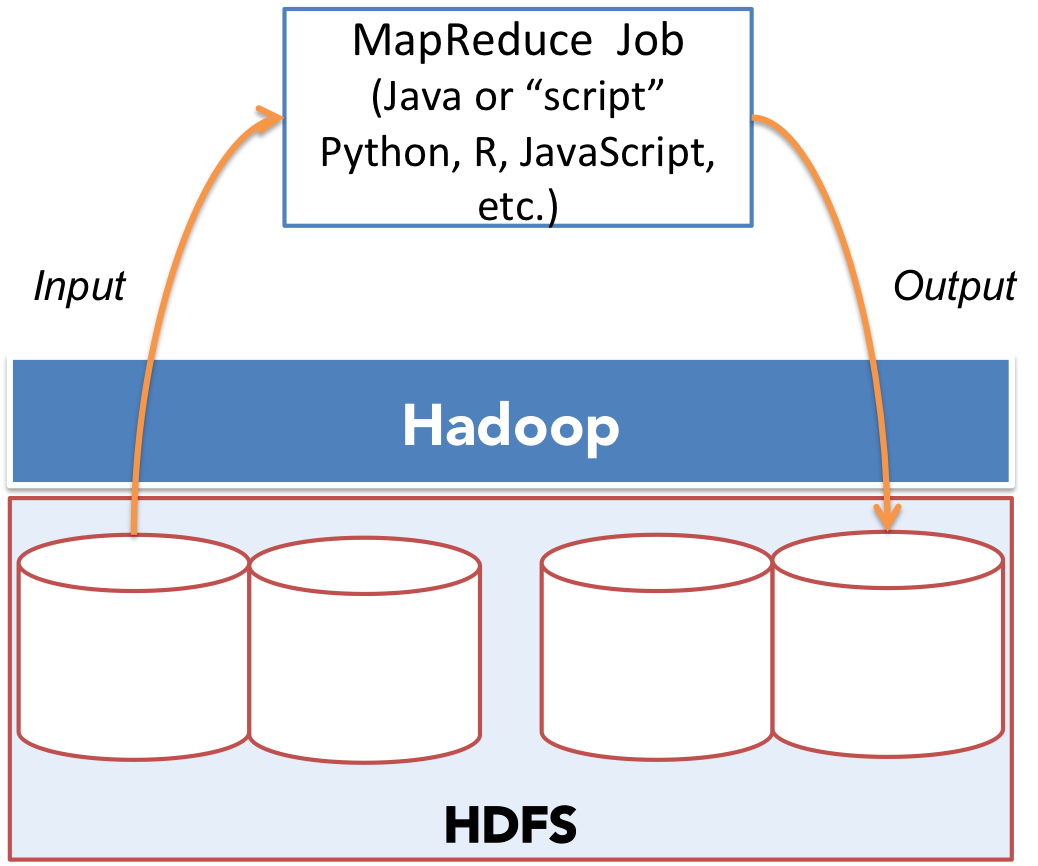 MapReduce Job
(Java or “script”
Python, R, JavaScript,
etc.)
Input
Output
Hadoop
HDFS